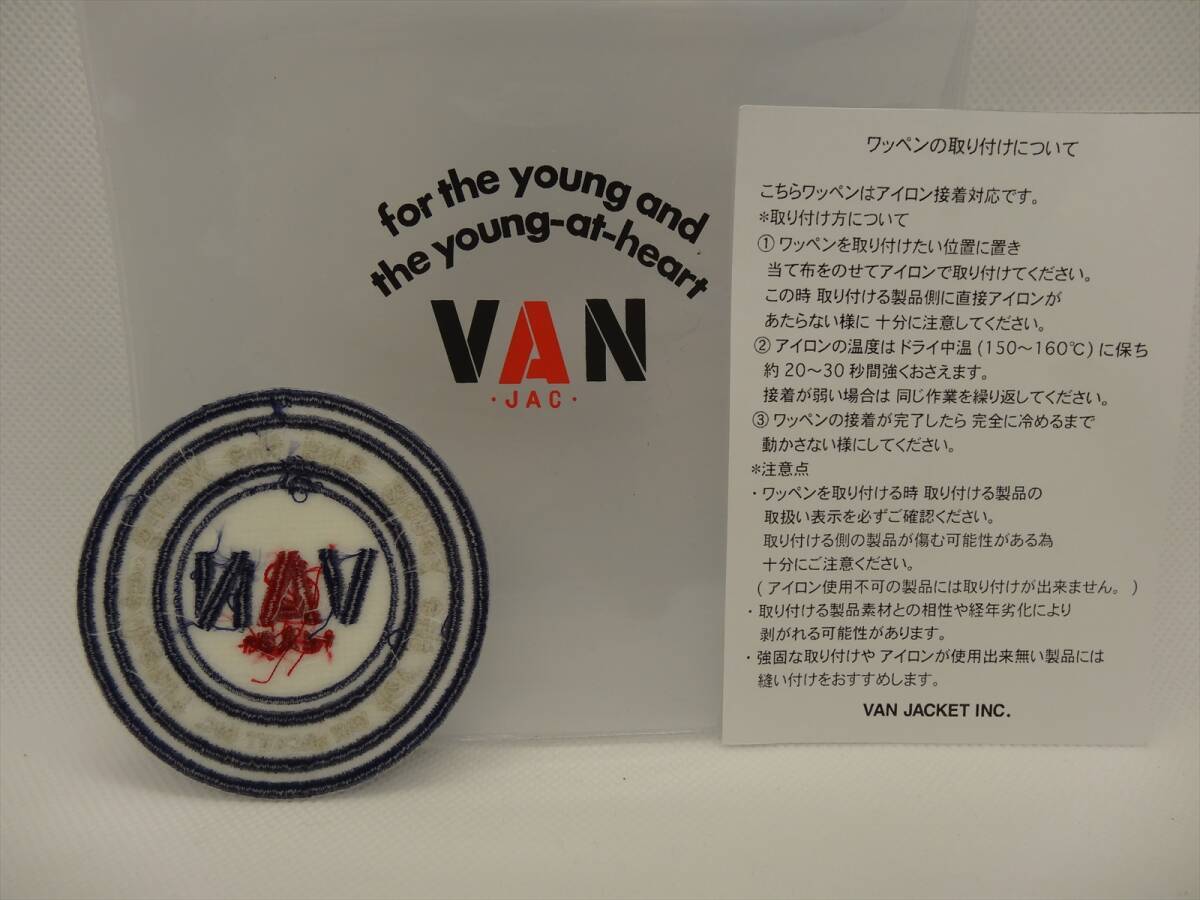 for the young and
the young-at-heart
VAN
・JAC・
ワッペンの取り付けについて
こちらワッペンはアイロン接着対応です。
*取り付け方について
① ワッペンを取り付けたい位置に置き
当て布をのせてアイロンで取り付けてください。
この時 取り付ける製品側に直接アイロンが
あたらない様に 十分に注意してください。
② アイロンの温度は ドライ中温 (150〜160℃) に保ち
約 20〜30 秒間強くおさえます。
接着が弱い場合は 同じ作業を繰り返してください。
③ ワッペンの接着が完了したら 完全に冷めるまで
動かさない様にしてください。
*注意点
・ワッペンを取り付ける時 取り付ける製品の
取扱い表示を必ずご確認ください。
取り付ける側の製品が傷む可能性がある為
十分にご注意ください。
( アイロン使用不可の製品には取り付けが出来ません。 )
・取り付ける製品素材との相性や経年劣化により
剥がれる可能性があります。
・強固な取り付けや アイロンが使用出来無い製品には
縫い付けをおすすめします。
VAN JACKET INC.
VAN